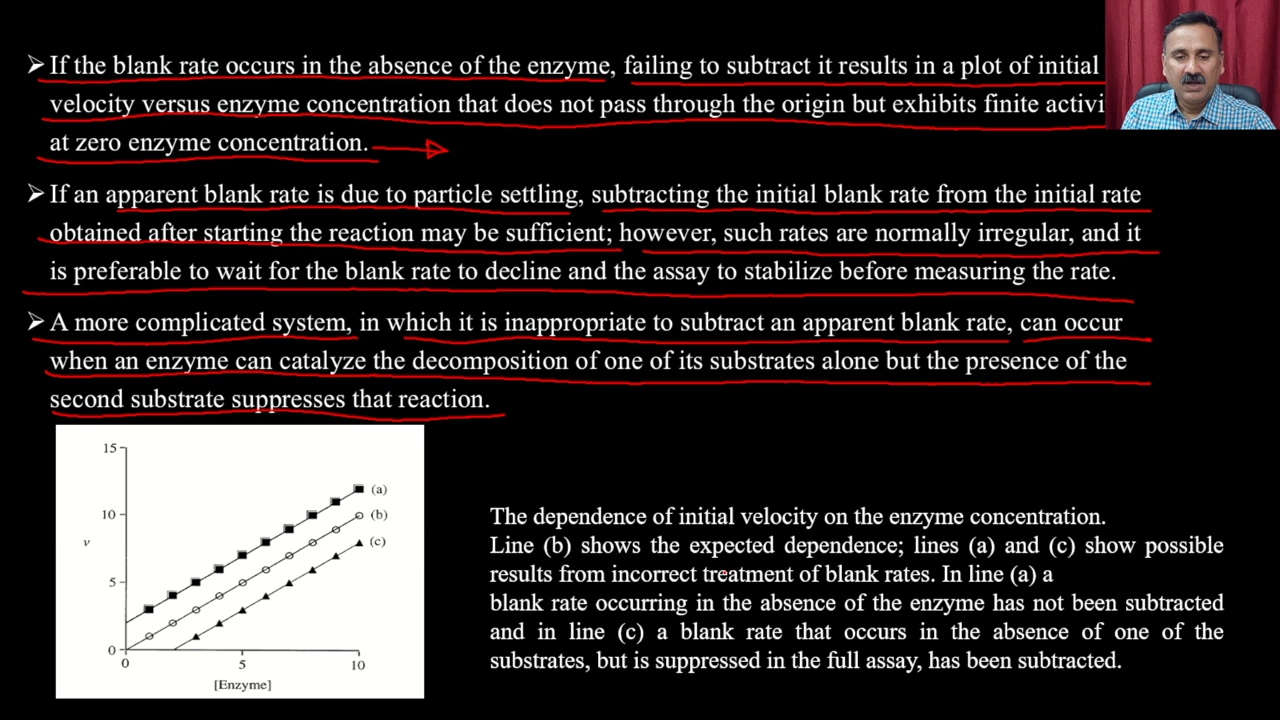 ➢ If the blank rate occurs in the absence of the enzyme, failing to subtract it results in a plot of initial
velocity versus enzyme concentration that does not pass through the origin but exhibits finite activi
at zero enzyme concentration.
➢ If an apparent blank rate is due to particle settling, subtracting the initial blank rate from the initial rate
obtained after starting the reaction may be sufficient; however, such rates are normally irregular, and it
is preferable to wait for the blank rate to decline and the assay to stabilize before measuring the rate.
➢ A more complicated system, in which it is inappropriate to subtract an apparent blank rate, can occur
when an enzyme can catalyze the decomposition of one of its substrates alone but the presence of the
second substrate suppresses that reaction.
15
10
v
5
0
0
5
10
[Enzyme]
(a)
(b)
(c)
The dependence of initial velocity on the enzyme concentration.
Line (b) shows the expected dependence; lines (a) and (c) show possible
results from incorrect treatment of blank rates. In line (a) a
blank rate occurring in the absence of the enzyme has not been subtracted
and in line (c) a blank rate that occurs in the absence of one of the
substrates, but is suppressed in the full assay, has been subtracted.